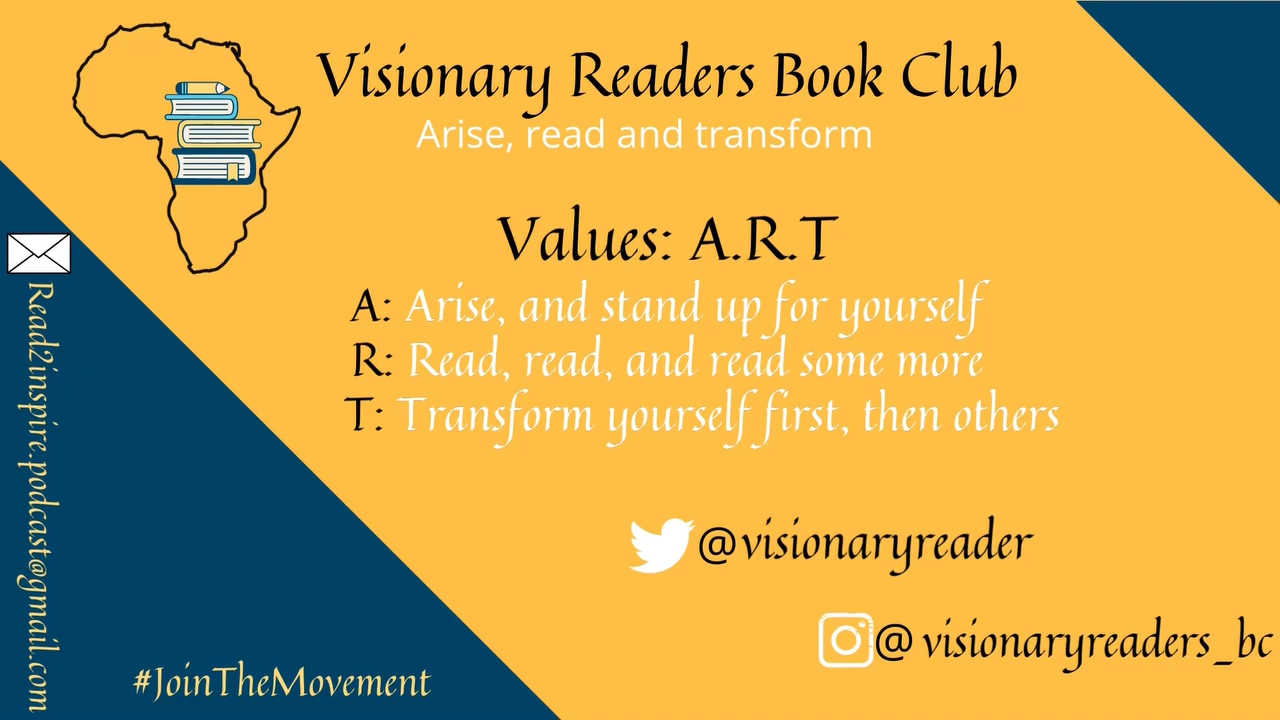 Visionary Readers Book Club
Arise, read and transform
Values: A.R.T
A: Arise, and stand up for yourself
R: Read, read, and read some more
T: Transform yourself first, then others
@visionaryreader
@ visionaryreaders_bc
Read2inspire.podcast@gmail.com
#JoinTheMovement